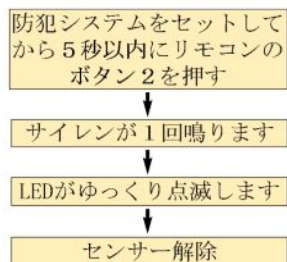 防犯システムをセットして
から５秒以内にリモコンの
ボタン２を押す
サイレンが１回鳴ります
LEDがゆっくり点滅します
センサー解除